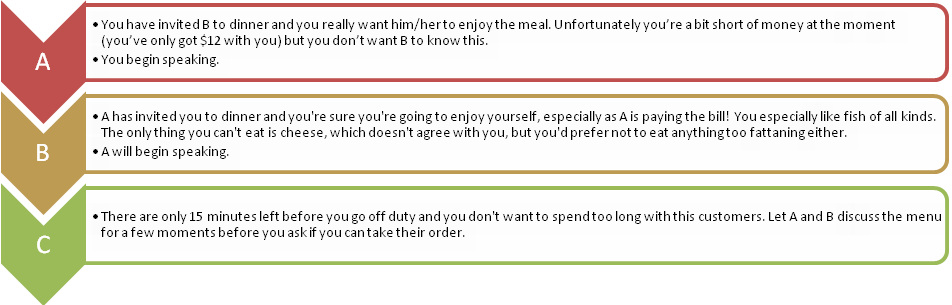 A
• You have invited B to dinner and you really want him/her to enjoy the meal. Unfortunately you’re a bit short of money at the moment
(you’ve only got $12 with you) but you don’t want B to know this.
• You begin speaking.
B
• A has invited you to dinner and you're sure you're going to enjoy yourself, especially as A is paying the bill! You especially like fish of all kinds.
The only thing you can't eat is cheese, which doesn't agree with you, but you'd prefer not to eat anything too fattaning either.
• A will begin speaking.
C
• There are only 15 minutes left before you go off duty and you don't want to spend too long with this customers. Let A and B discuss the menu
for a few moments before you ask if you can take their order.